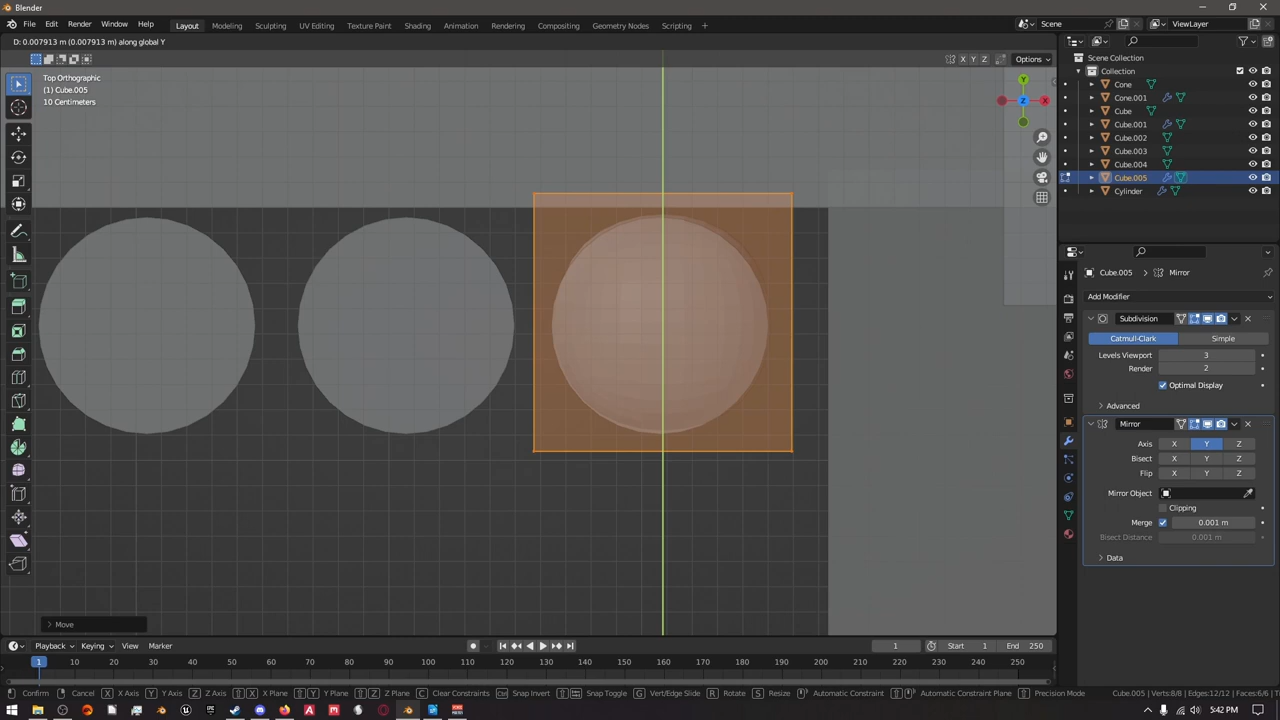 Blender
File Edit Render Window Help
Layout Modeling Sculpting UV Editing Texture Paint Shading Animation Rendering Compositing Geometry Nodes Scripting +
Scene
ViewLayer
D: 0.007913 m (0.007913 m) along global Y
X Y Z Options
Top Orthographic
(1) Cube.005
10 Centimeters
Y
X
Z
Move
Scene Collection
Collection
Cone
Cone.001
Cube
Cube.001
Cube.002
Cube.003
Cube.004
Cube.005
Cylinder
Cube.005 > Mirror
Add Modifier
Subdivision
Catmull-Clark Simple
Levels Viewport 3
Render 2
Optimal Display
Advanced
Mirror
Axis X Y Z
Bisect X Y Z
Flip X Y Z
Mirror Object
Clipping
Merge 0.001 m
Bisect Distance 0.001 m
Data
Playback Keying View Marker
1 Start 1 End 250
1 10 20 30 40 50 60 70 80 90 100 110 120 130 140 150 160 170 180 190 200 210 220 230 240 250
Confirm Cancel X X Axis Y Y Axis Z Z Axis X X Plane Y Y Plane Z Z Plane C Clear Constraints Snap Invert Snap Toggle G Vert/Edge Slide R Rotate S Resize Automatic Constraint Automatic Constraint Plane Precision Mode
Cube.005 | Verts:8/8 | Edges:12/12 | Faces:6/6 |
5:42 PM